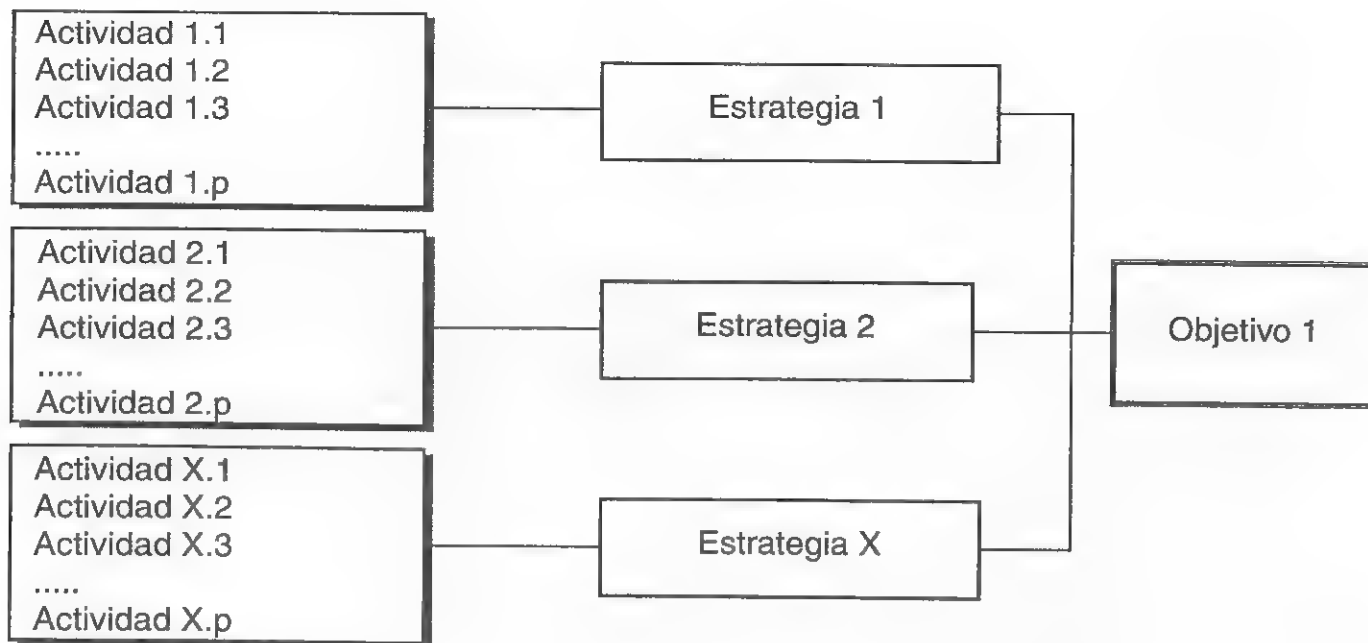 Actividad 1.1
Actividad 1.2
Actividad 1.3
.....
Actividad 1.p
Estrategia 1
Actividad 2.1
Actividad 2.2
Actividad 2.3
.....
Actividad 2.p
Estrategia 2
Objetivo 1
Actividad X.1
Actividad X.2
Actividad X.3
.....
Actividad X.p
Estrategia X